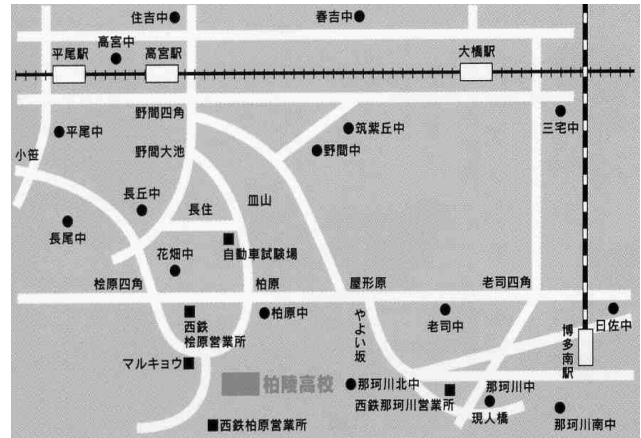 住吉中
春吉中
高宮中
平尾駅
高宮駅
大橋駅
野間四角
平尾中
筑紫丘中
三宅中
野間大池
野間中
小笹
長丘中
長住
皿山
長尾中
花畑中
自動車試験場
桧原四角
柏原
屋形原
老司四角
西鉄
桧原営業所
柏原中
やよい坂
老司中
日佐中
博多南駅
マルキョウ
柏陵高校
那珂川北中
那珂川中
西鉄那珂川営業所
現人橋
西鉄柏原営業所
那珂川南中